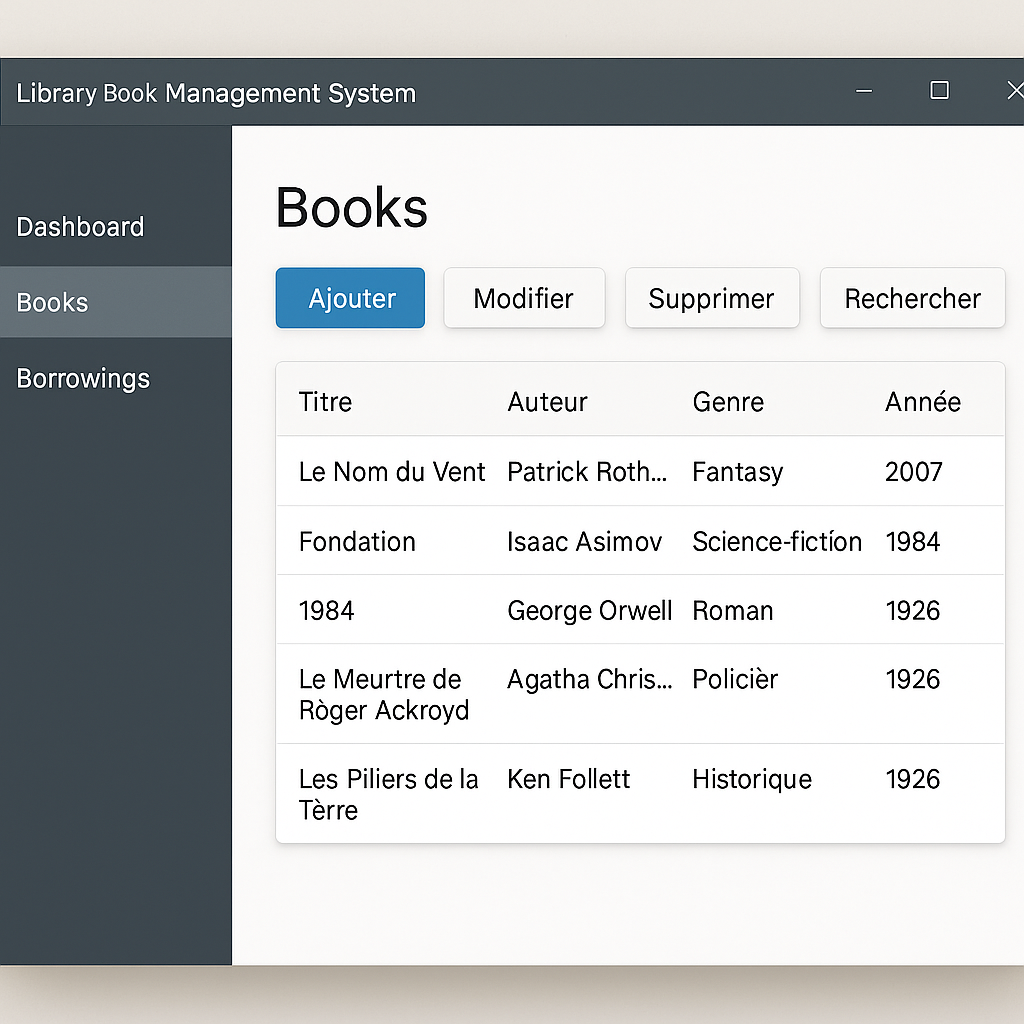 Library Book Management System
Dashboard
Books
Borrowings
Books
Ajouter Modifier Supprimer Rechercher
Titre Auteur Genre Année
Le Nom du Vent Patrick Roth... Fantasy 2007
Fondation Isaac Asimov Science-fictíon 1984
1984 George Orwell Roman 1926
Le Meurtre de Agatha Chris... Policièr 1926
Ròger Ackroyd
Les Piliers de la Ken Follett Historique 1926
Tèrre